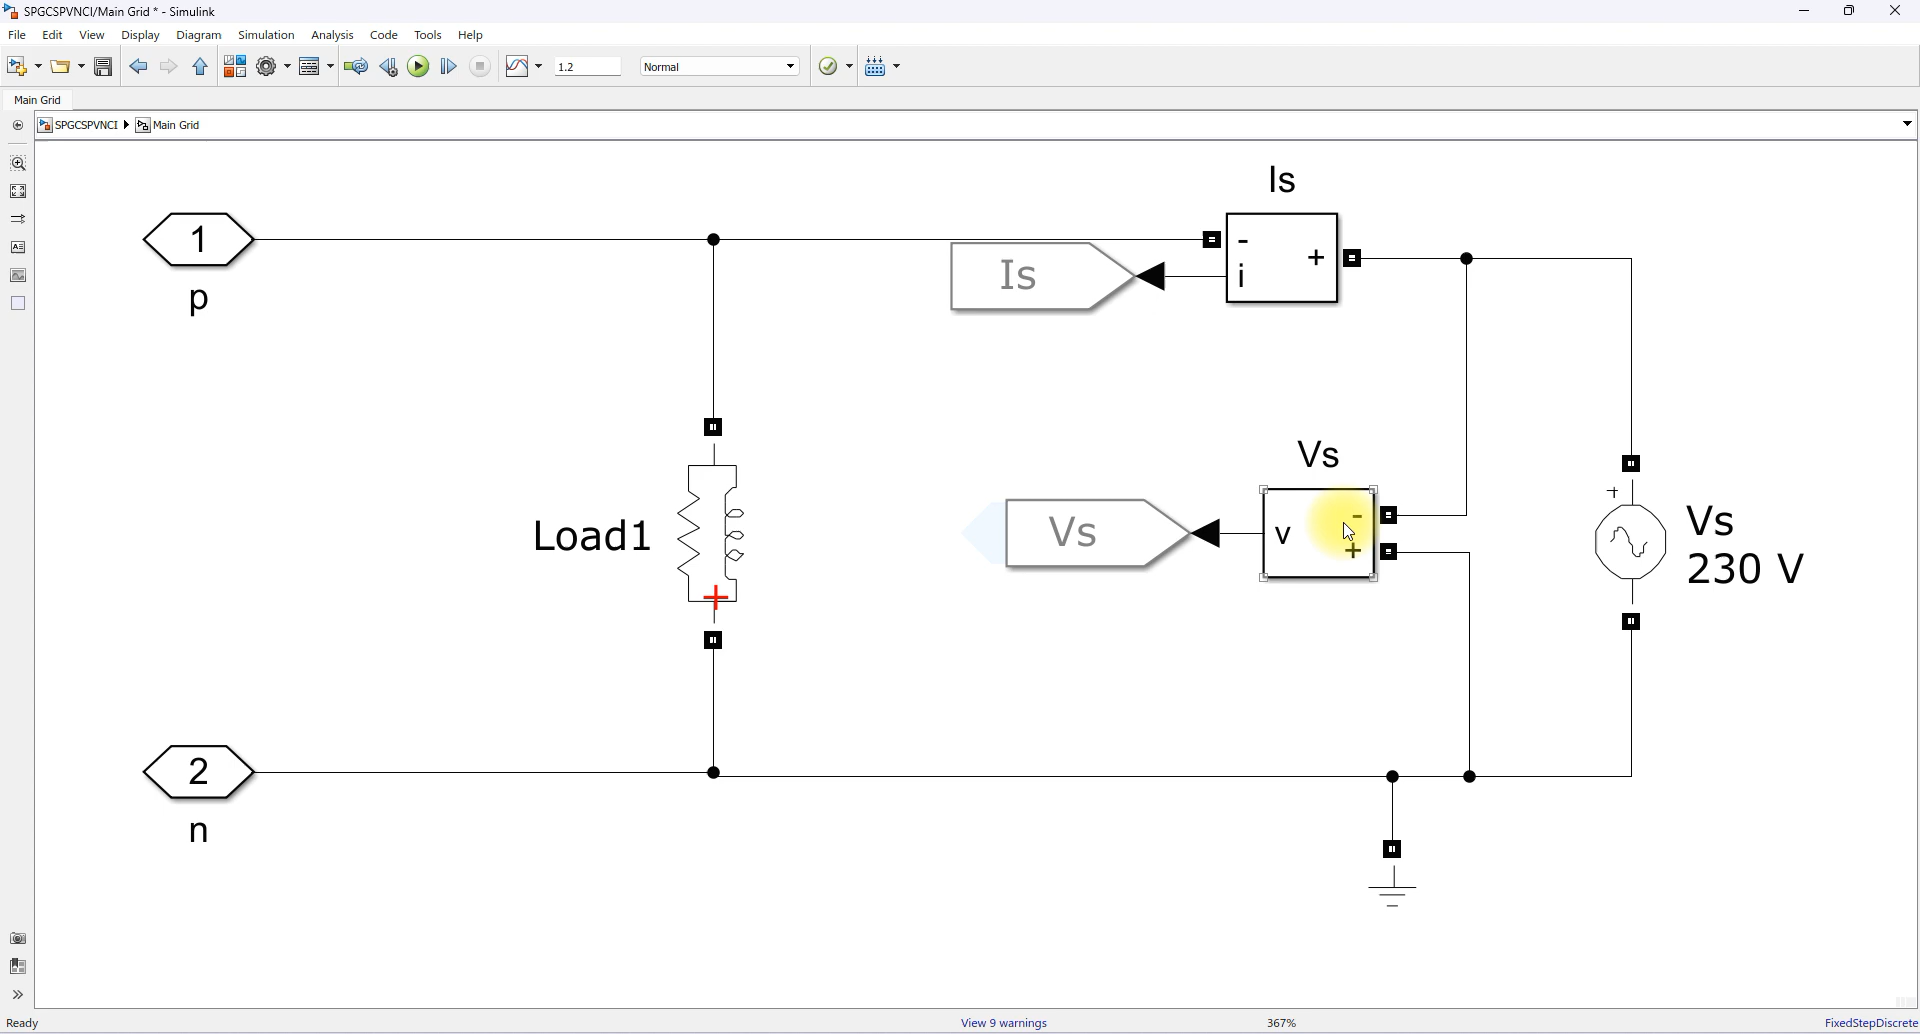 SPGCSPVNCI/Main Grid * - Simulink
File Edit View Display Diagram Simulation Analysis Code Tools Help
1.2 Normal
Main Grid
SPGCSPVNCI Main Grid
Is
1
-
+
Is
i
p
Vs
-
Vs
v
+
+
Load1
Vs
230 V
2
n
Ready View 9 warnings 367% FixedStepDiscrete